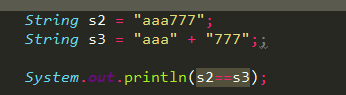 String s2 = "aaa777";
String s3 = "aaa" + "777";;
System.out.println(s2==s3);